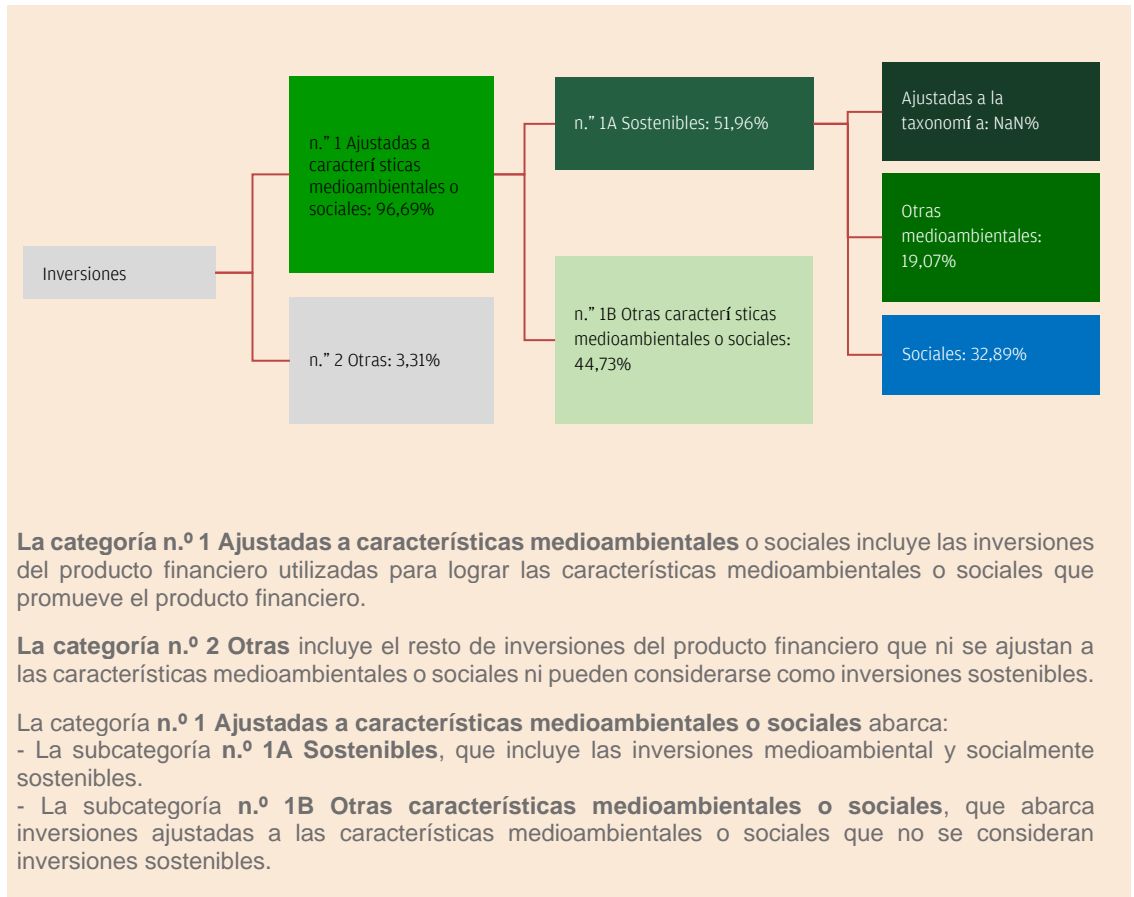 Inversiones
n.” 1 Ajustadas a
caracterí sticas
medioambientales o
sociales: 96,69%
n.” 2 Otras: 3,31%
n.” 1A Sostenibles: 51,96%
n.” 1B Otras caracterí sticas
medioambientales o sociales:
44,73%
Ajustadas a la
taxonomí a: NaN%
Otras
medioambientales:
19,07%
Sociales: 32,89%
La categoría n.º 1 Ajustadas a características medioambientales o sociales incluye las inversiones
del producto financiero utilizadas para lograr las características medioambientales o sociales que
promueve el producto financiero.
La categoría n.º 2 Otras incluye el resto de inversiones del producto financiero que ni se ajustan a
las características medioambientales o sociales ni pueden considerarse como inversiones sostenibles.
La categoría n.º 1 Ajustadas a características medioambientales o sociales abarca:
- La subcategoría n.º 1A Sostenibles, que incluye las inversiones medioambiental y socialmente
sostenibles.
- La subcategoría n.º 1B Otras características medioambientales o sociales, que abarca
inversiones ajustadas a las características medioambientales o sociales que no se consideran
inversiones sostenibles.